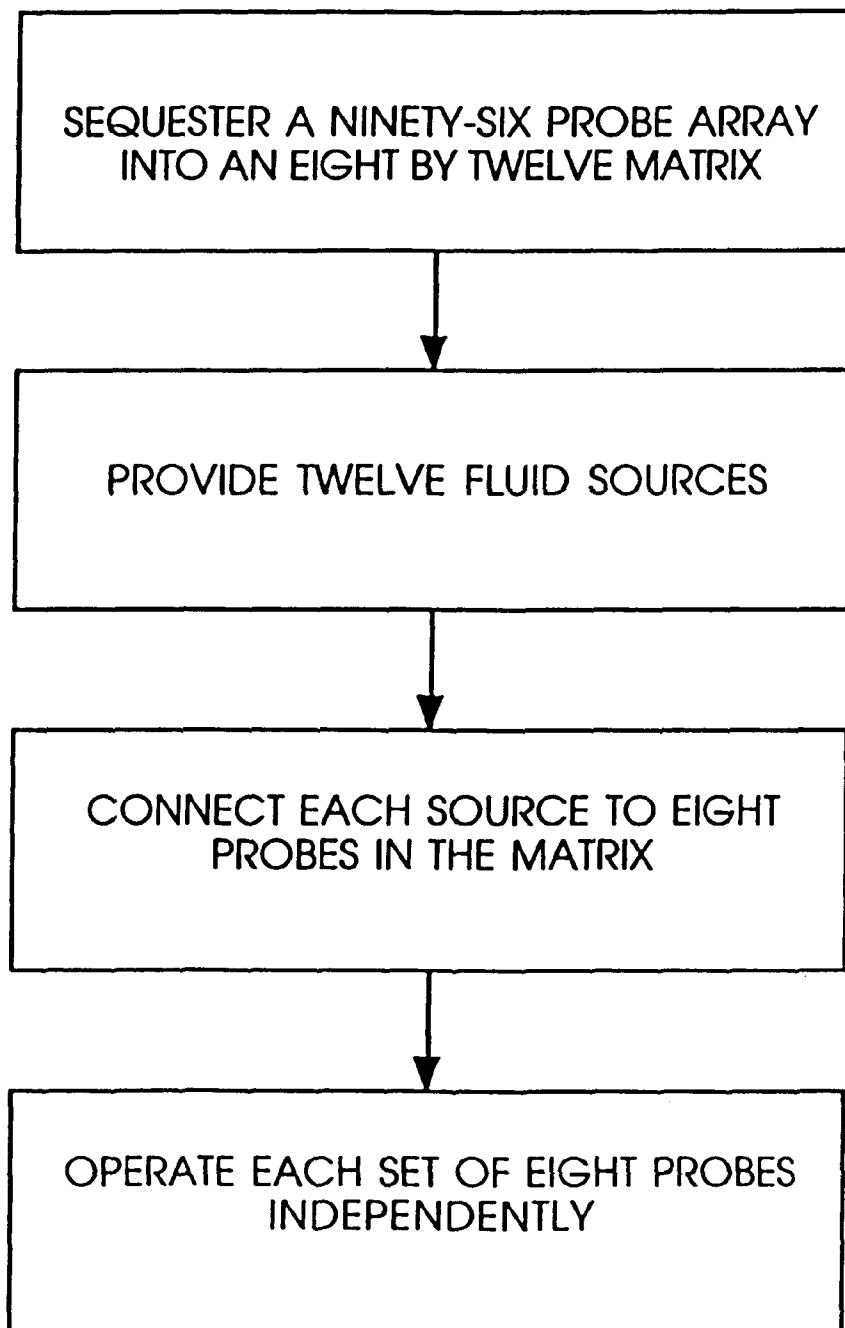 SEQUESTER A NINETY-SIX PROBE ARRAY
INTO AN EIGHT BY TWELVE MATRIX
PROVIDE TWELVE FLUID SOURCES
CONNECT EACH SOURCE TO EIGHT
PROBES IN THE MATRIX
OPERATE EACH SET OF EIGHT PROBES
INDEPENDENTLY